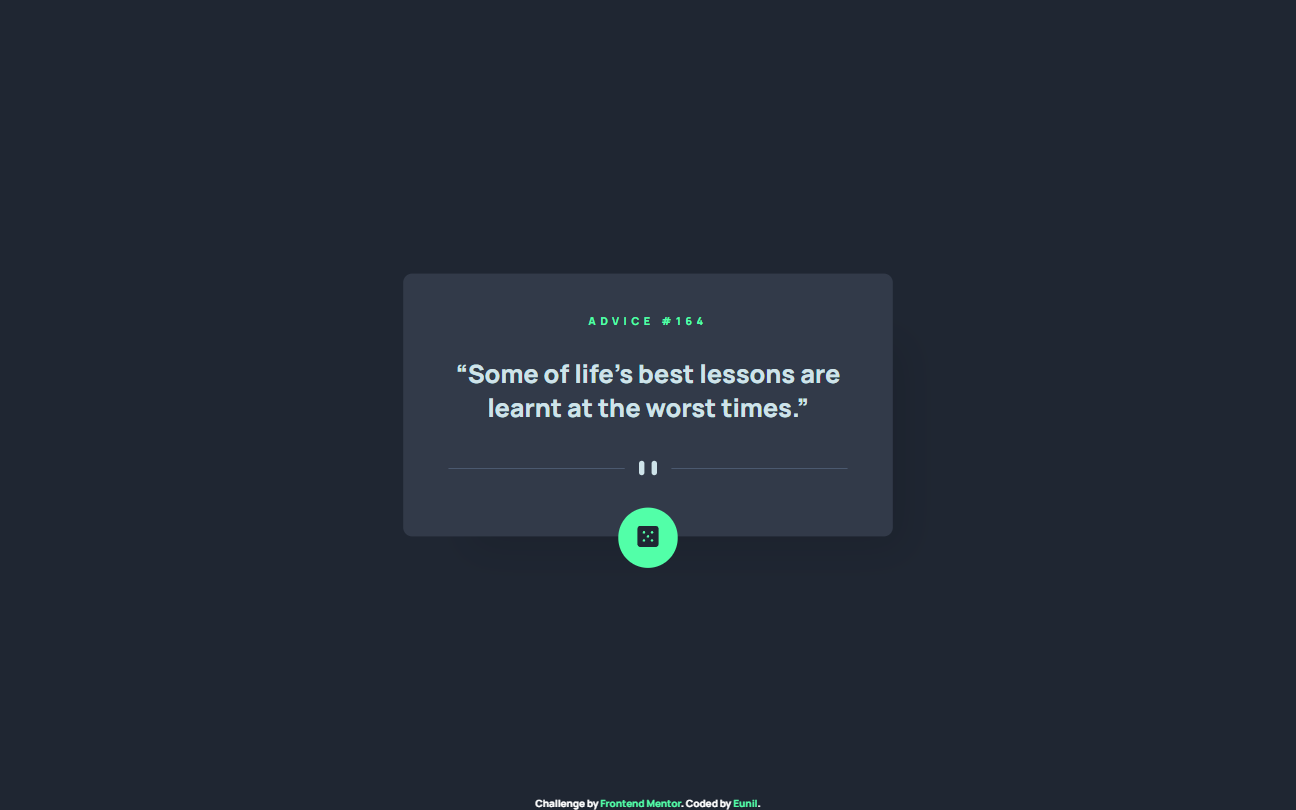 ADVICE #164
“Some of life’s best lessons are
learnt at the worst times.”
Challenge by Frontend Mentor. Coded by Eunil.